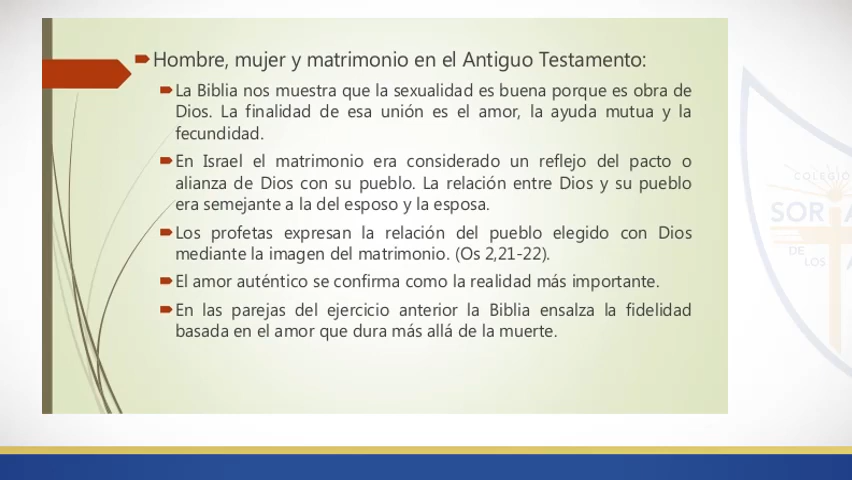 Hombre, mujer y matrimonio en el Antiguo Testamento:
La Biblia nos muestra que la sexualidad es buena porque es obra de
Dios. La finalidad de esa unión es el amor, la ayuda mutua y la
fecundidad.
En Israel el matrimonio era considerado un reflejo del pacto o
alianza de Dios con su pueblo. La relación entre Dios y su pueblo
era semejante a la del esposo y la esposa.
Los profetas expresan la relación del pueblo elegido con Dios
mediante la imagen del matrimonio. (Os 2,21-22).
El amor auténtico se confirma como la realidad más importante.
En las parejas del ejercicio anterior la Biblia ensalza la fidelidad
basada en el amor que dura más allá de la muerte.
COLEGIO
SOR
DE
LOS